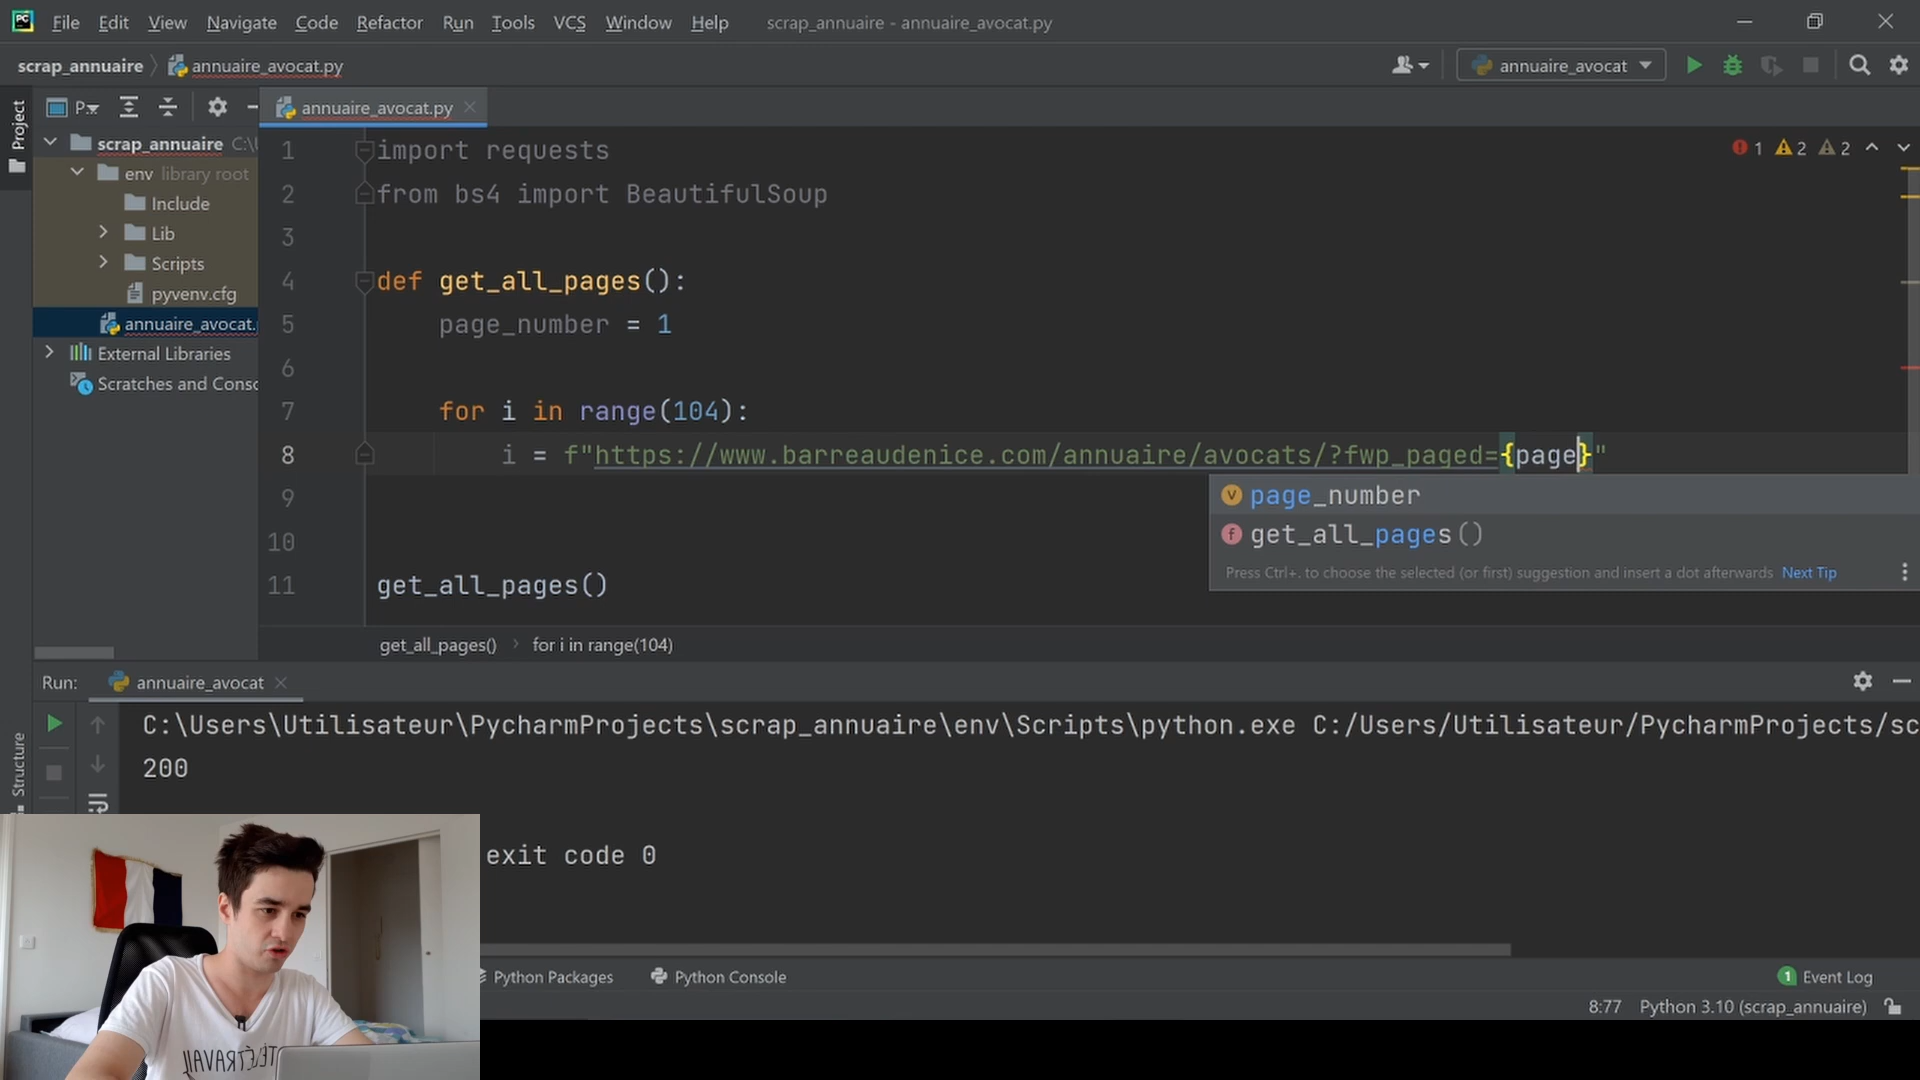 File Edit View Navigate Code Refactor Run Tools VCS Window Help scrap_annuaire - annuaire_avocat.py
scrap_annuaire annuaire_avocat.py annuaire_avocat
Project
P
annuaire_avocat.py
scrap_annuaire C:\
env library root
Include
Lib
Scripts
pyvenv.cfg
annuaire_avocat.
External Libraries
Scratches and Conso
1 import requests
2 from bs4 import BeautifulSoup
3
4 def get_all_pages():
5 page_number = 1
6
7 for i in range(104):
8 i = f"https://www.barreaudenice.com/annuaire/avocats/?fwp_paged={page}"
9
10
11 get_all_pages()
1 2 2
page_number
get_all_pages()
Press Ctrl+. to choose the selected (or first) suggestion and insert a dot afterwards Next Tip
get_all_pages() for i in range(104)
Run: annuaire_avocat
C:\Users\Utilisateur\PycharmProjects\scrap_annuaire\env\Scripts\python.exe C:/Users/Utilisateur/PycharmProjects/sc
200
exit code 0
Structure
Python Packages Python Console 1 Event Log
8:77 Python 3.10 (scrap_annuaire)
TÉLÉTRAVAIL